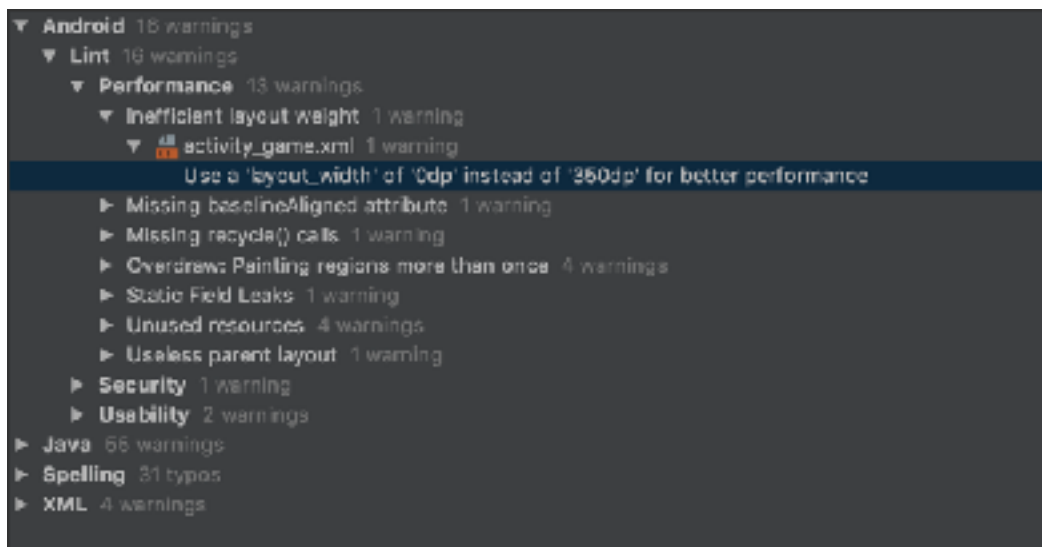 Android 16 warnings
Lint 16 warnings
Performance 13 warnings
Inefficient layout weight 1 warning
activity_game.xml 1 warning
Use a 'layout_width' of '0dp' instead of '350dp' for better performance
Missing baselineAligned attribute 1 warning
Missing recycle() calls 1 warning
Overdraw: Painting regions more than once 4 warnings
Static Field Leaks 1 warning
Unused resources 4 warnings
Useless parent layout 1 warning
Security 1 warning
Usability 2 warnings
Java warnings
Spelling 31 typos
XML 4 warnings